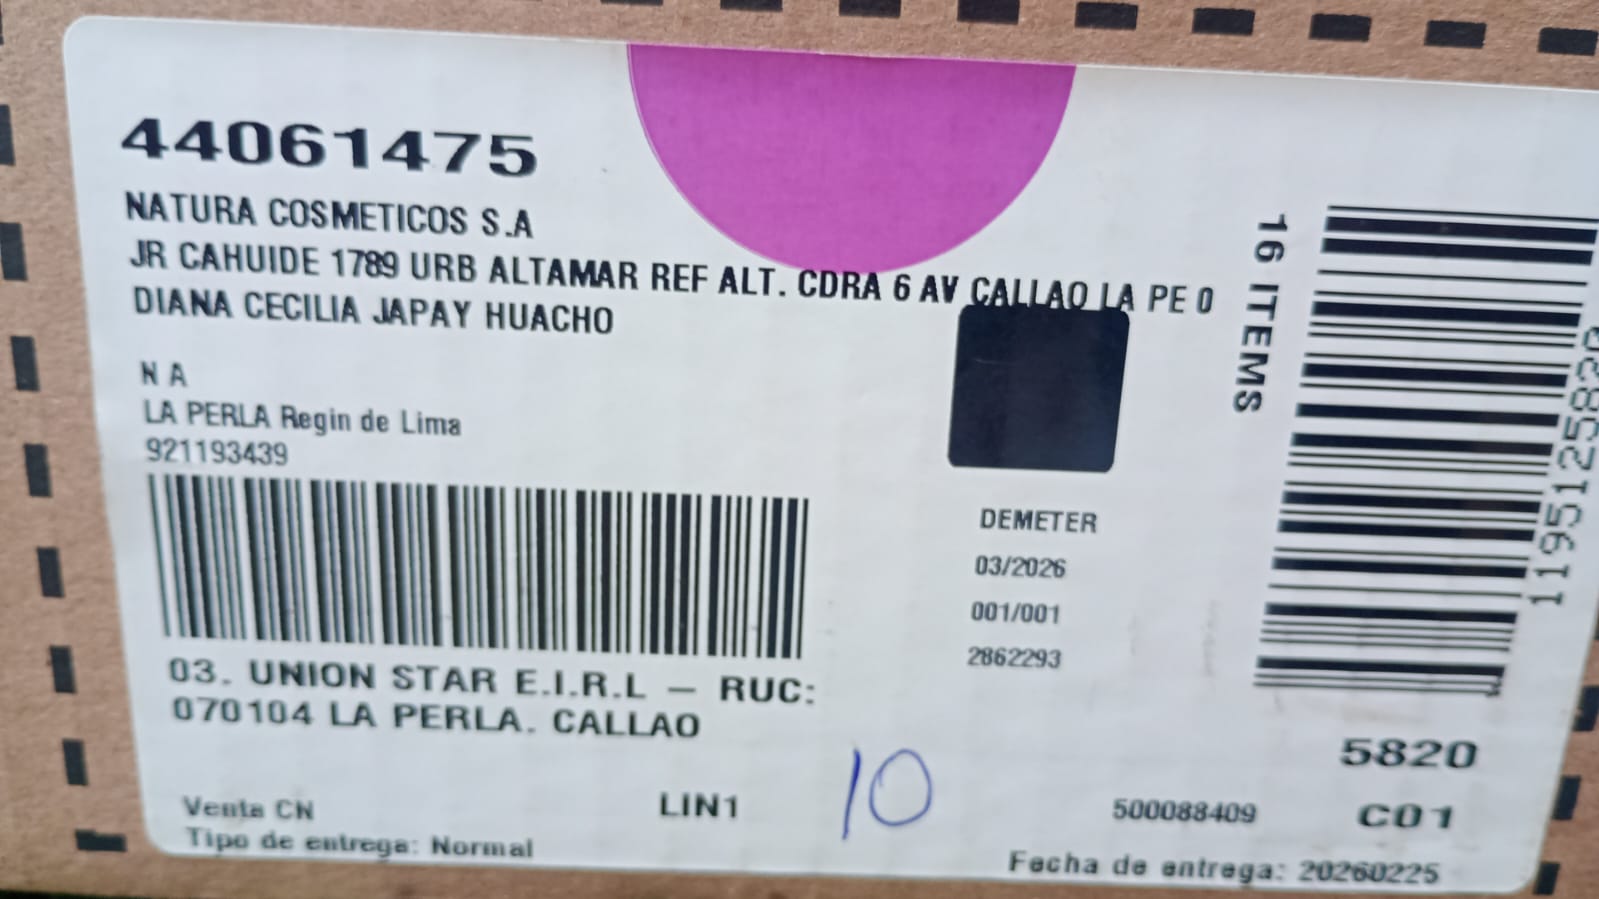 44061475
NATURA COSMETICOS S.A
JR CAHUIDE 1789 URB ALTAMAR REF ALT. CDRA 6 AV CALLAO LA PE 0
DIANA CECILIA JAPAY HUACHO
N A
LA PERLA Regin de Lima
921193439
03. UNION STAR E.I.R.L – RUC:
070104 LA PERLA. CALLAO
Venta CN
Tipo de entrega: Normal
LIN1
10
DEMETER
03/2026
001/001
2862293
16 ITEMS
1195125820
5820
500088409
C01
Fecha de entrega: 20260225